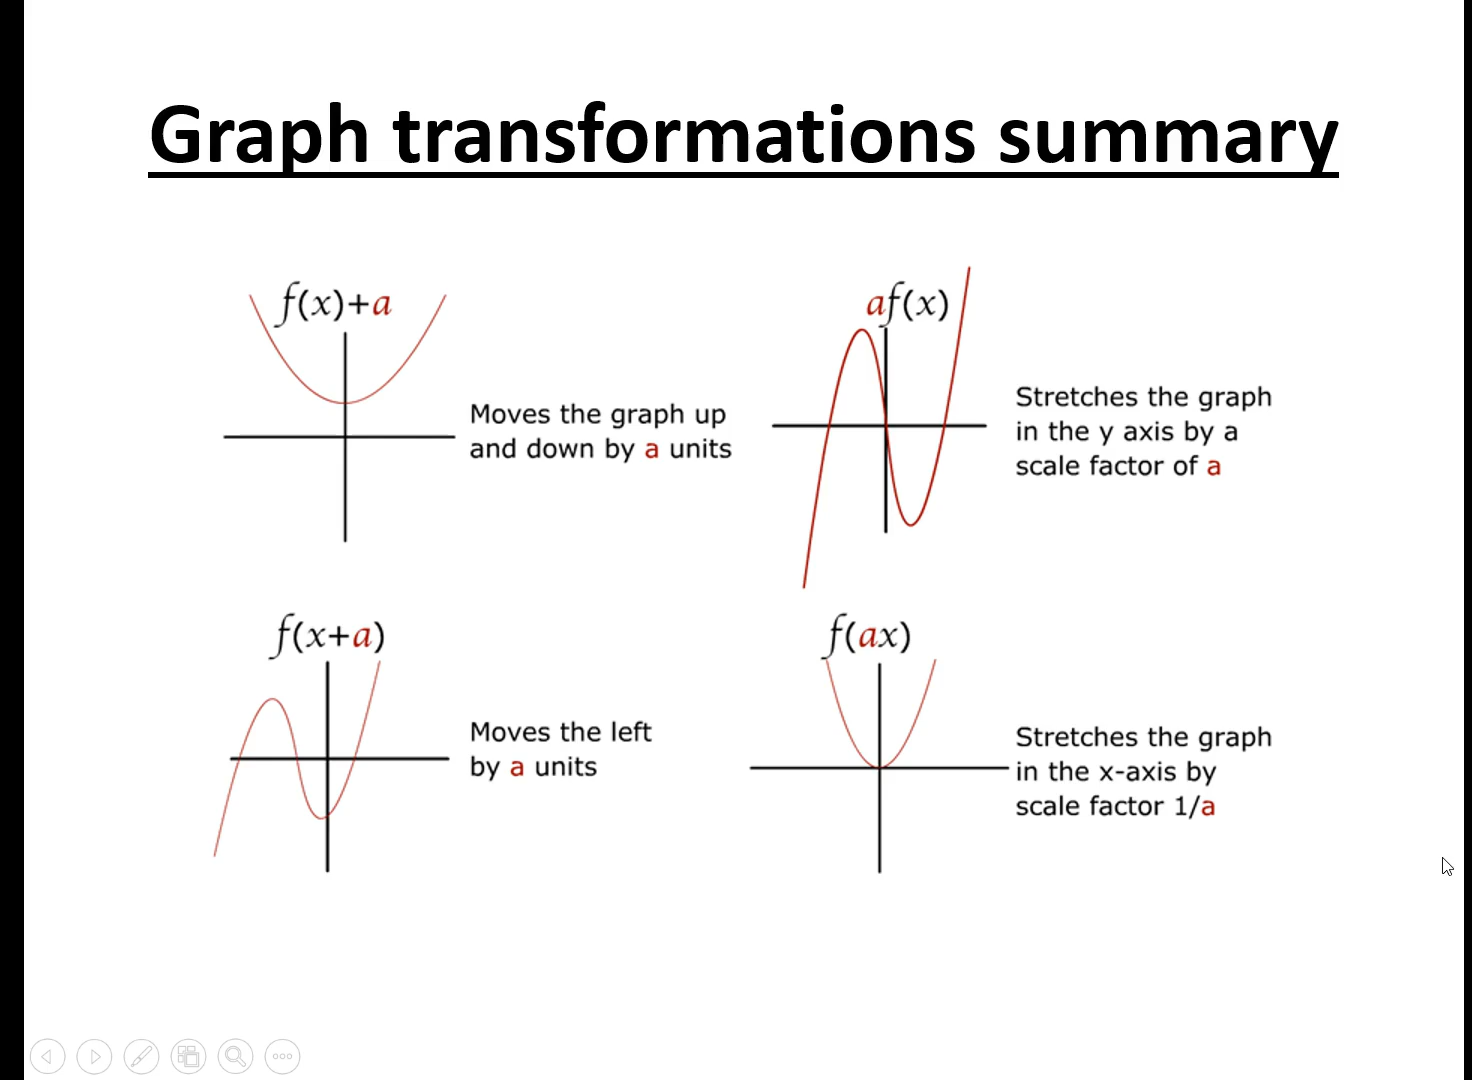 Graph transformations summary
f(x)+a
Moves the graph up
and down by a units
af(x)
Stretches the graph
in the y axis by a
scale factor of a
f(x+a)
Moves the left
by a units
f(ax)
Stretches the graph
in the x-axis by
scale factor 1/a